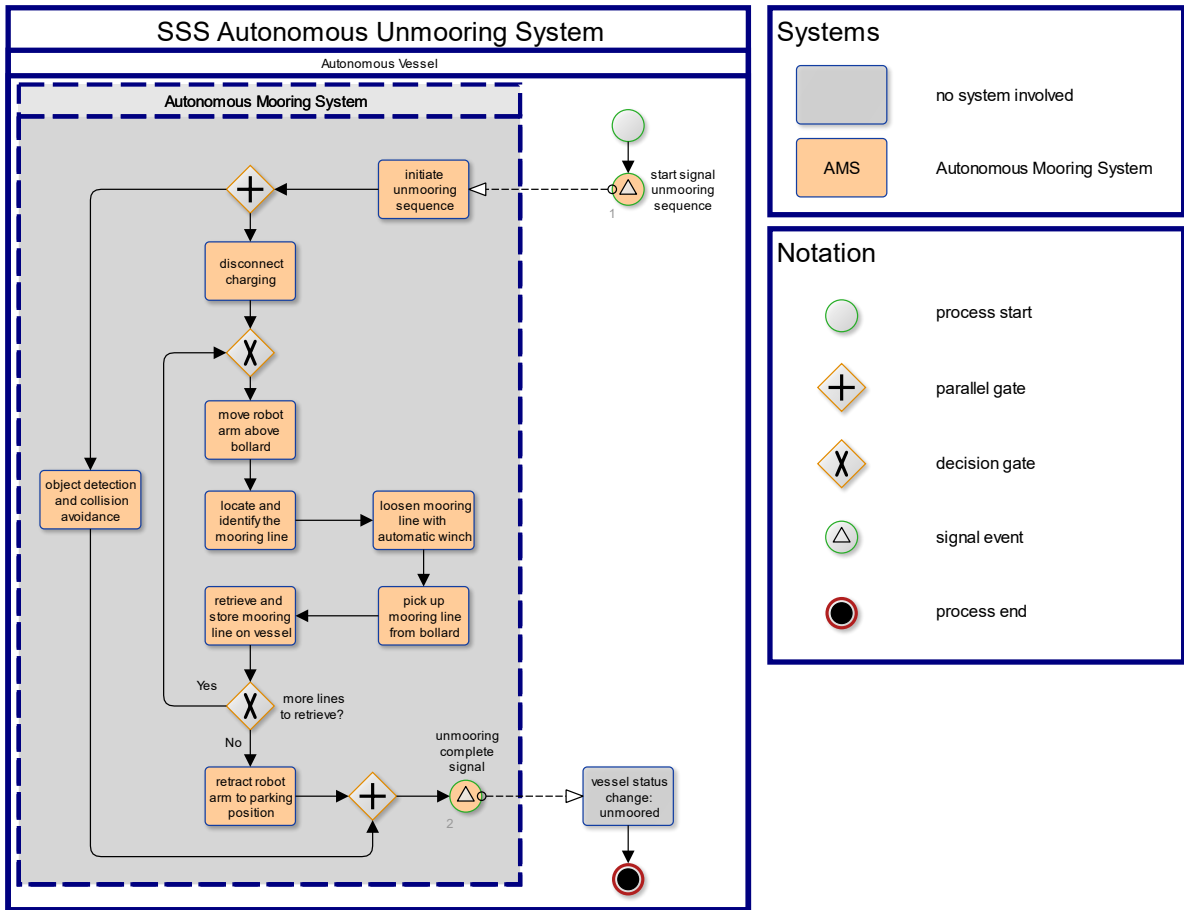 SSS Autonomous Unmooring System
Autonomous Vessel
Autonomous Mooring System
initiate
unmooring
sequence
start signal
unmooring
sequence
1
disconnect
charging
move robot
arm above
bollard
object detection
and collision
avoidance
locate and
identify the
mooring line
loosen mooring
line with
automatic winch
retrieve and
store mooring
line on vessel
pick up
mooring line
from bollard
Yes
more lines
to retrieve?
No
retract robot
arm to parking
position
unmooring
complete
signal
2
vessel status
change:
unmoored
Systems
no system involved
AMS
Autonomous Mooring System
Notation
process start
parallel gate
decision gate
signal event
process end